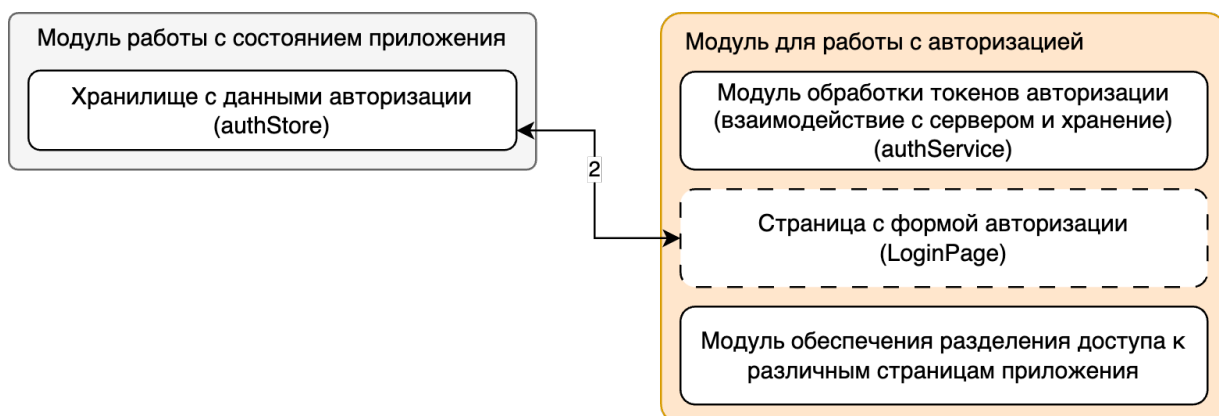 Модуль работы с состоянием приложения
Хранилище с данными авторизации
(authStore)
2
Модуль для работы с авторизацией
Модуль обработки токенов авторизации
(взаимодействие с сервером и хранение)
(authService)
Страница с формой авторизации
(LoginPage)
Модуль обеспечения разделения доступа к
различным страницам приложения